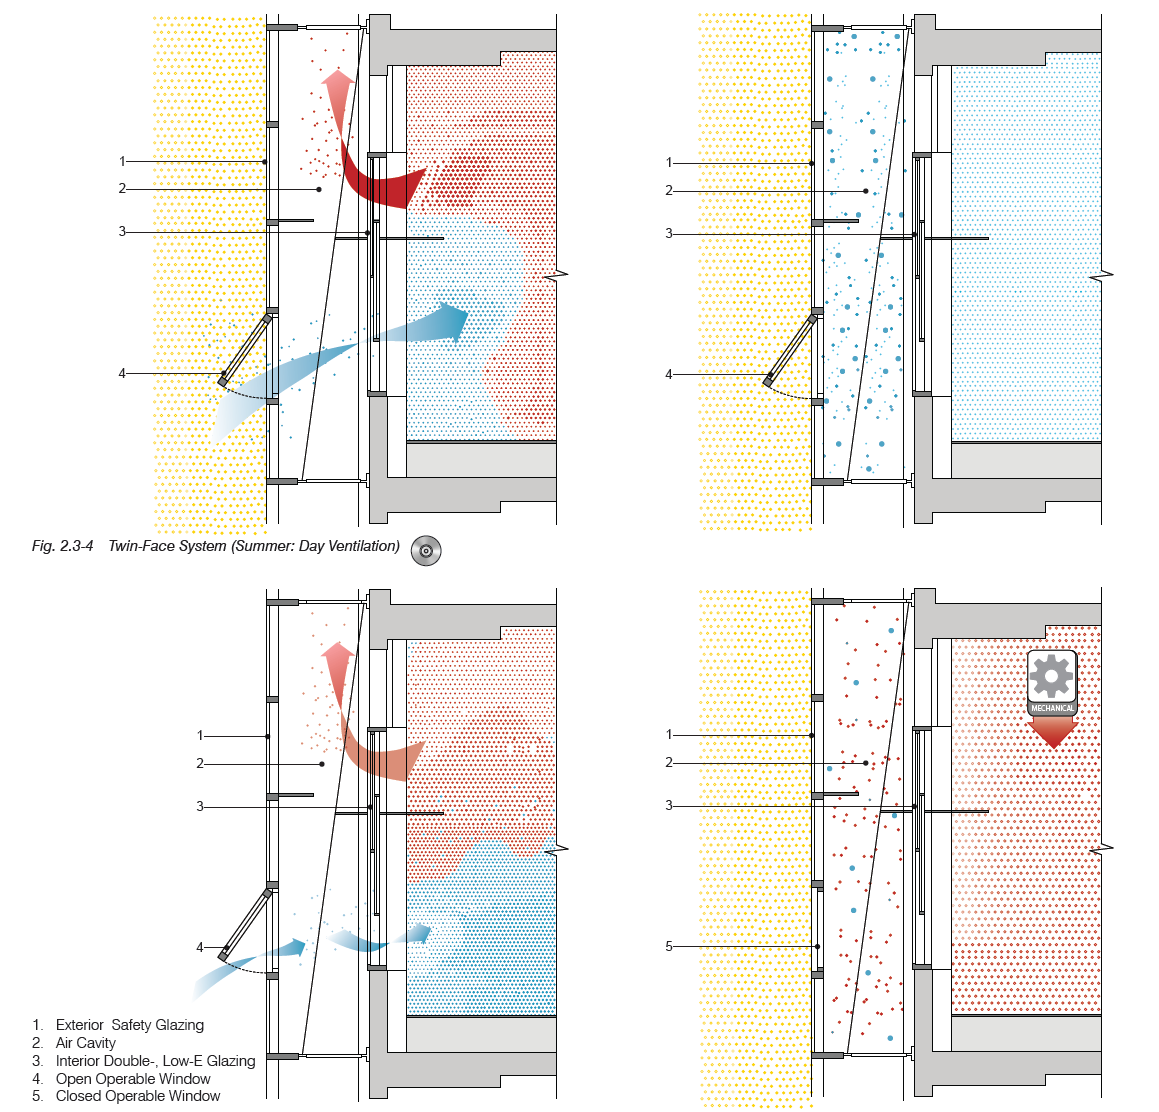 1
2
3
4
1
2
3
4
Fig. 2.3-4 Twin-Face System (Summer: Day Ventilation)
1
2
3
4
MECHANICAL
1
2
3
5
1. Exterior Safety Glazing
2. Air Cavity
3. Interior Double-, Low-E Glazing
4. Open Operable Window
5. Closed Operable Window